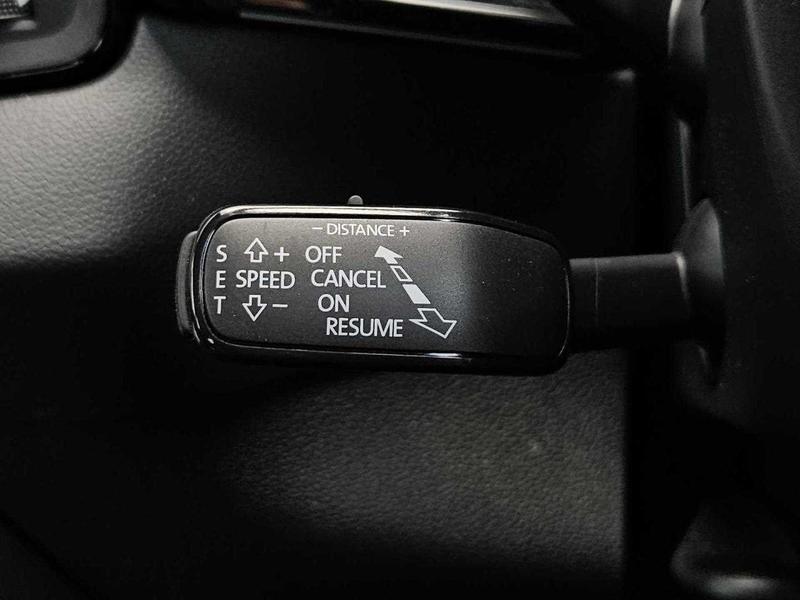 − DISTANCE +
S + OFF
E SPEED CANCEL
T − ON
RESUME